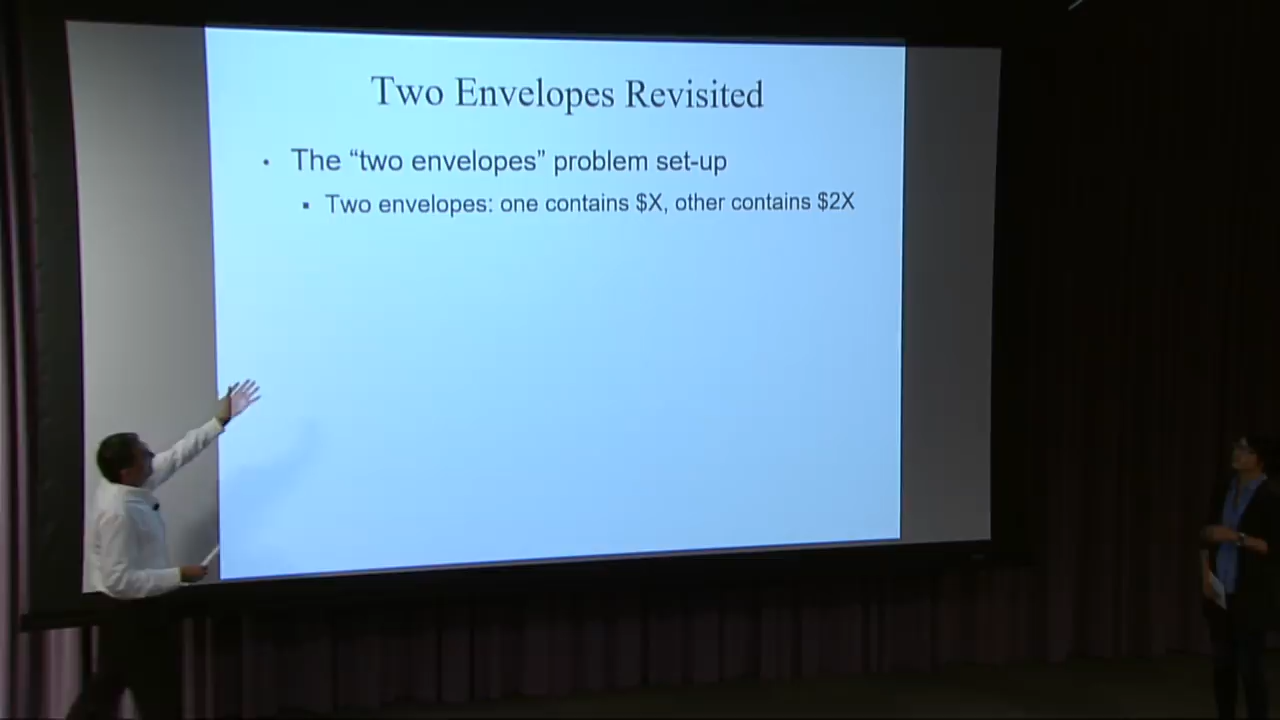 Two Envelopes Revisited
• The “two envelopes” problem set-up
▪ Two envelopes: one contains $X, other contains $2X